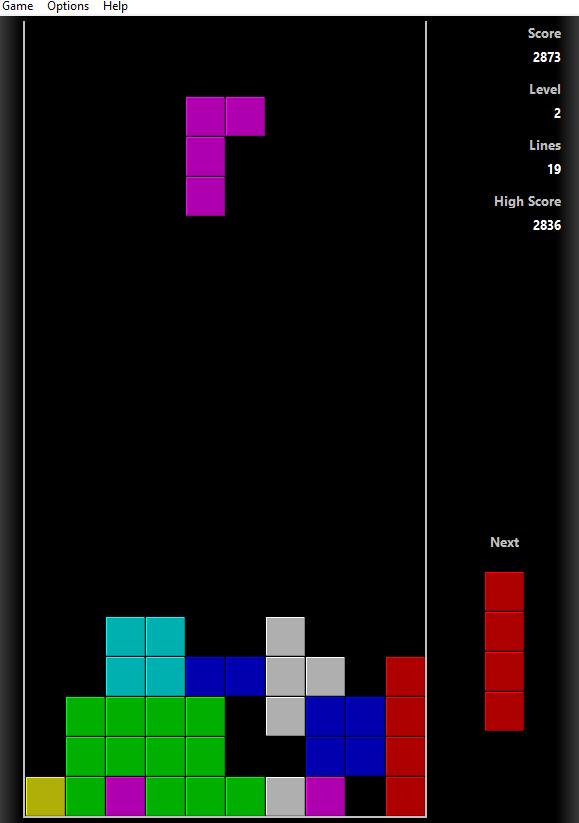 Game Options Help
Score
2873
Level
2
Lines
19
High Score
2836
Next